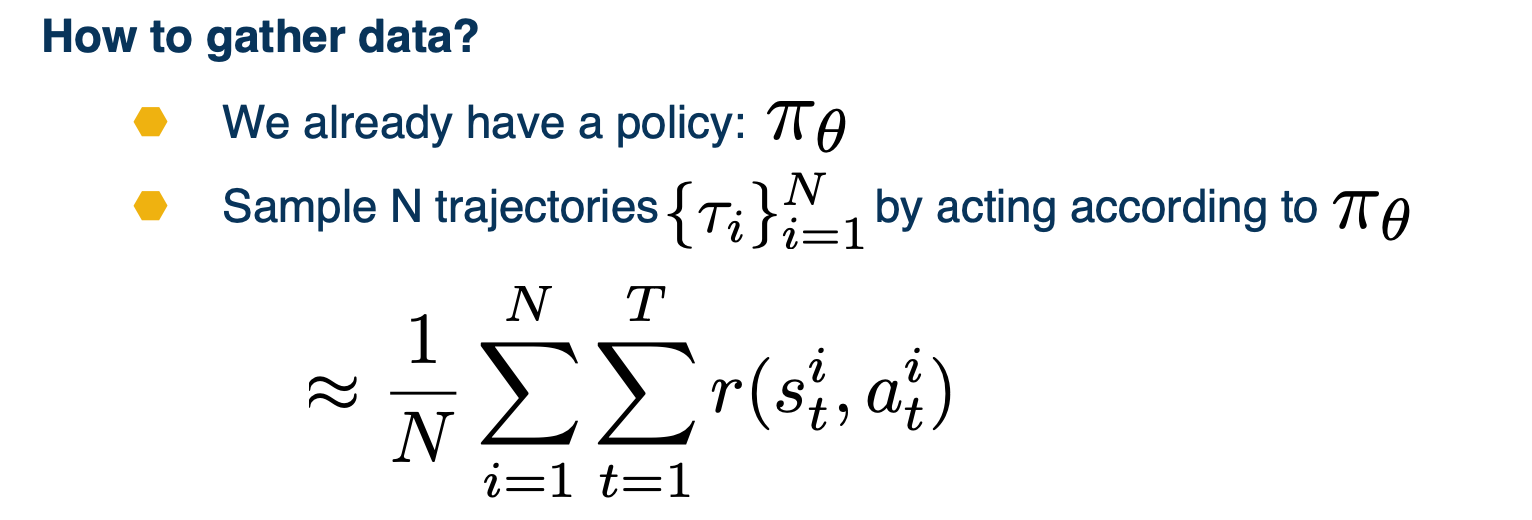 How to gather data?
We already have a policy: $\pi_\theta$
Sample N trajectories $\{\tau_i\}_{i=1}^{N}$ by acting according to $\pi_\theta$
$\approx \frac{1}{N} \sum_{i=1}^{N} \sum_{t=1}^{T} r(s_t^i, a_t^i)$